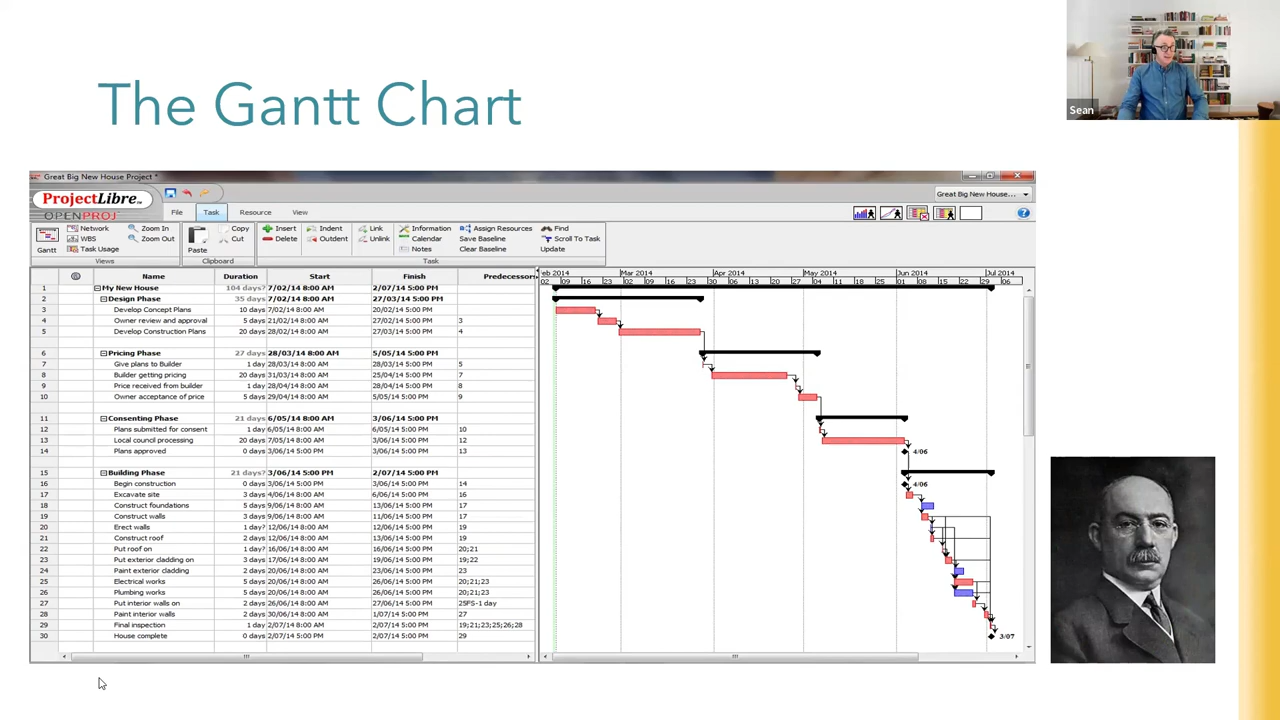 The Gantt Chart
Sean
Great Big New House Project *
ProjectLibre
OPENPROJ
File Task Resource View
Great Big New House...
Network Zoom In Copy Insert Indent Link Information Assign Resources Find
WBS Zoom Out Cut Delete Outdent Unlink Calendar Save Baseline Scroll To Task
Gantt Task Usage Paste Notes Clear Baseline Update
Views Clipboard Task
Name Duration Start Finish Predecessors
eb 2014 Mar 2014 Apr 2014 May 2014 Jun 2014 Jul 2014
02 09 16 23 02 09 16 23 30 06 13 20 27 04 11 18 25 01 08 15 22 29 06
1 My New House 104 days? 7/02/14 8:00 AM 2/07/14 5:00 PM
2 Design Phase 35 days 7/02/14 8:00 AM 27/03/14 5:00 PM
3 Develop Concept Plans 10 days 7/02/14 8:00 AM 20/02/14 5:00 PM
4 Owner review and approval 5 days 21/02/14 8:00 AM 27/02/14 5:00 PM 3
5 Develop Construction Plans 20 days 28/02/14 8:00 AM 27/03/14 5:00 PM 4
6 Pricing Phase 27 days 28/03/14 8:00 AM 5/05/14 5:00 PM
7 Give plans to Builder 1 day 28/03/14 8:00 AM 28/03/14 5:00 PM 5
8 Builder getting pricing 20 days 31/03/14 8:00 AM 25/04/14 5:00 PM 7
9 Price received from builder 1 day 28/04/14 8:00 AM 28/04/14 5:00 PM 8
10 Owner acceptance of price 5 days 29/04/14 8:00 AM 5/05/14 5:00 PM 9
11 Consenting Phase 21 days 6/05/14 8:00 AM 3/06/14 5:00 PM
12 Plans submitted for consent 1 day 6/05/14 8:00 AM 6/05/14 5:00 PM 10
13 Local council processing 20 days 7/05/14 8:00 AM 3/06/14 5:00 PM 12
14 Plans approved 0 days 3/06/14 5:00 PM 3/06/14 5:00 PM 13 4/06
15 Building Phase 21 days? 3/06/14 5:00 PM 2/07/14 5:00 PM
16 Begin construction 0 days 3/06/14 5:00 PM 3/06/14 5:00 PM 14 4/06
17 Excavate site 3 days 4/06/14 8:00 AM 6/06/14 5:00 PM 16
18 Construct foundations 5 days 9/06/14 8:00 AM 13/06/14 5:00 PM 17
19 Construct walls 3 days 9/06/14 8:00 AM 11/06/14 5:00 PM 17
20 Erect walls 1 day? 12/06/14 8:00 AM 12/06/14 5:00 PM 19
21 Construct roof 2 days 12/06/14 8:00 AM 13/06/14 5:00 PM 19
22 Put roof on 1 day? 16/06/14 8:00 AM 16/06/14 5:00 PM 20;21
23 Put exterior cladding on 3 days 17/06/14 8:00 AM 19/06/14 5:00 PM 19;22
24 Paint exterior cladding 2 days 20/06/14 8:00 AM 23/06/14 5:00 PM 23
25 Electrical works 5 days 20/06/14 8:00 AM 26/06/14 5:00 PM 20;21;23
26 Plumbing works 5 days 20/06/14 8:00 AM 26/06/14 5:00 PM 20;21;23
27 Put interior walls on 2 days 26/06/14 8:00 AM 27/06/14 5:00 PM 25FS-1 day
28 Paint interior walls 2 days 30/06/14 8:00 AM 1/07/14 5:00 PM 27
29 Final inspection 1 day 2/07/14 8:00 AM 2/07/14 5:00 PM 19;21;23;25;26;28
30 House complete 0 days 2/07/14 5:00 PM 2/07/14 5:00 PM 29 3/07